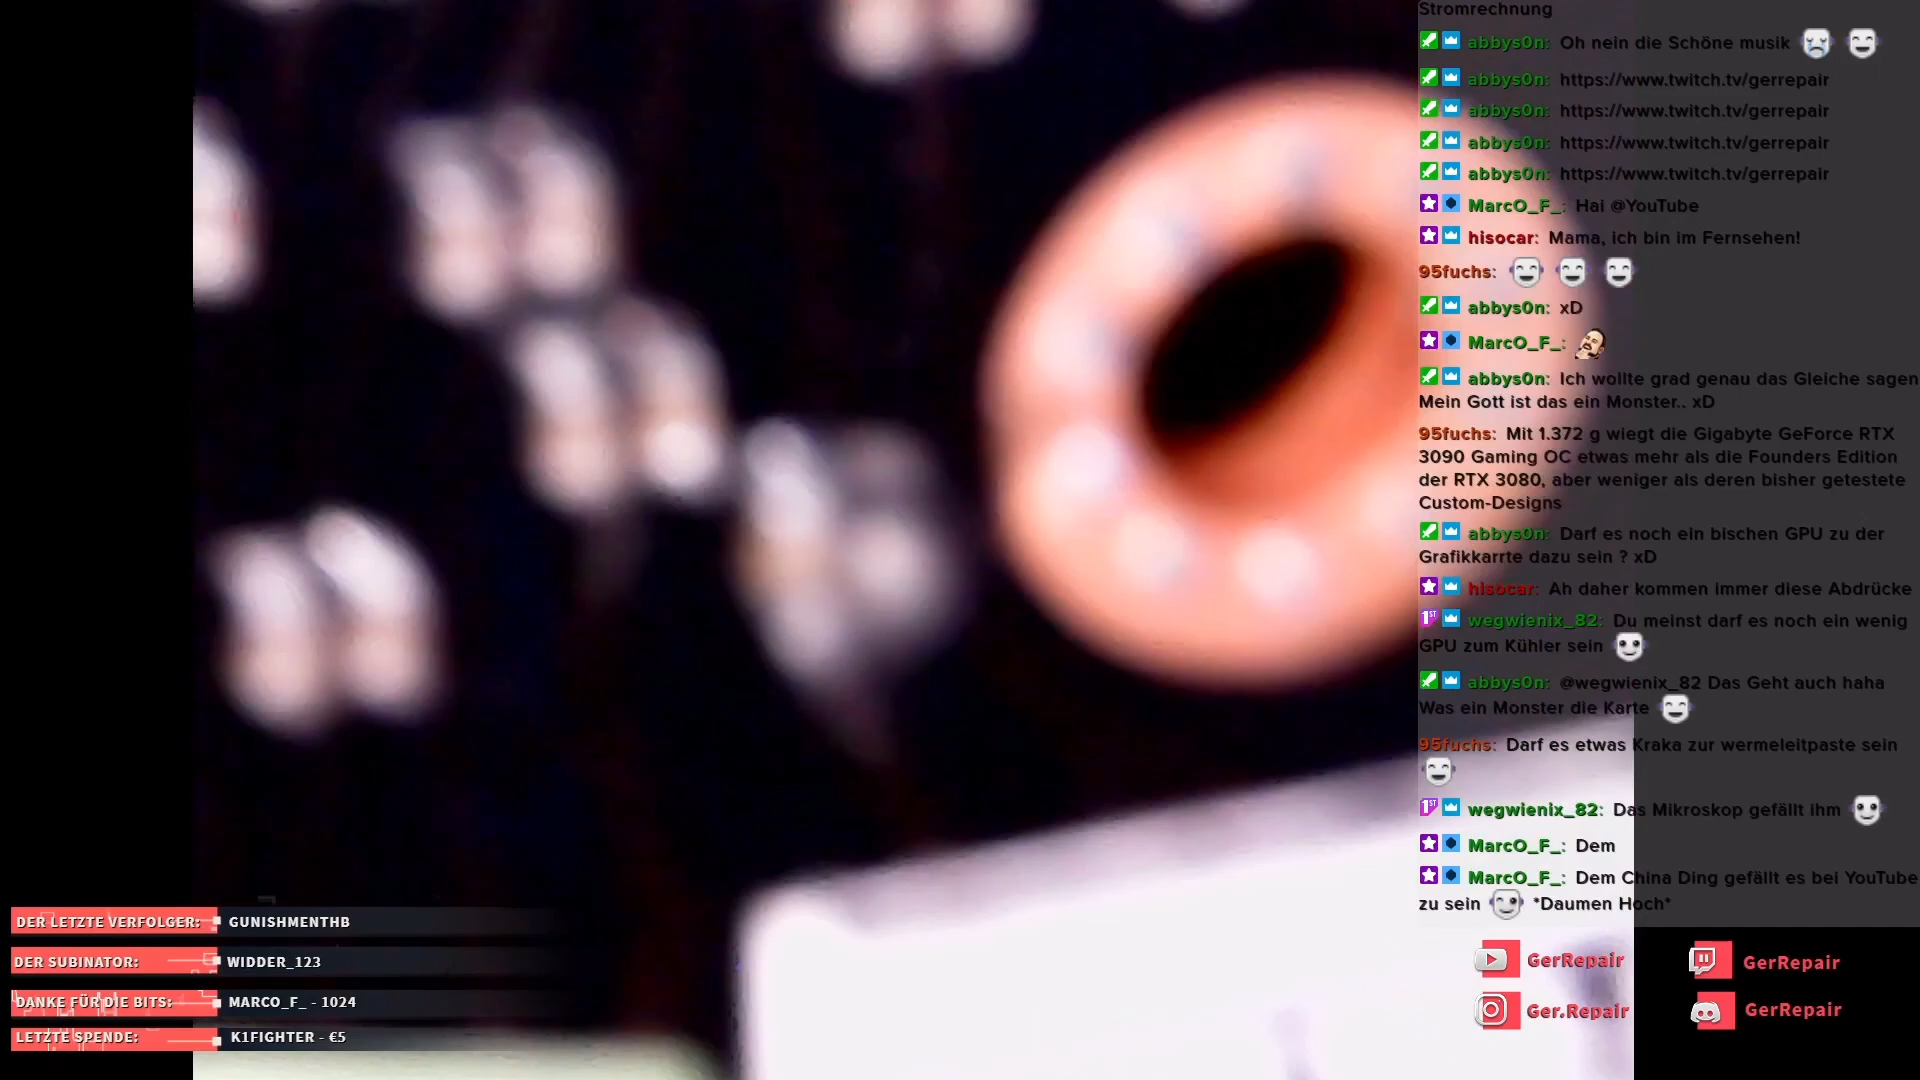 Stromrechnung
abbys0n: Oh nein die Schöne musik
abbys0n: https://www.twitch.tv/gerrepair
abbys0n: https://www.twitch.tv/gerrepair
abbys0n: https://www.twitch.tv/gerrepair
abbys0n: https://www.twitch.tv/gerrepair
MarcO_F_: Hai @YouTube
hisocar: Mama, ich bin im Fernsehen!
95fuchs:
abbys0n: xD
MarcO_F_:
abbys0n: Ich wollte grad genau das Gleiche sagen
Mein Gott ist das ein Monster.. xD
95fuchs: Mit 1.372 g wiegt die Gigabyte GeForce RTX
3090 Gaming OC etwas mehr als die Founders Edition
der RTX 3080, aber weniger als deren bisher getestete
Custom-Designs
abbys0n: Darf es noch ein bischen GPU zu der
Grafikkarrte dazu sein ? xD
hisocar: Ah daher kommen immer diese Abdrücke
1ST wegwienix_82: Du meinst darf es noch ein wenig
GPU zum Kühler sein
abbys0n: @wegwienix_82 Das Geht auch haha
Was ein Monster die Karte
95fuchs: Darf es etwas Kraka zur wermeleitpaste sein
1ST wegwienix_82: Das Mikroskop gefällt ihm
MarcO_F_: Dem
MarcO_F_: Dem China Ding gefällt es bei YouTube
zu sein *Daumen Hoch*
DER LETZTE VERFOLGER: GUNISHMENTHB
DER SUBINATOR: WIDDER_123
DANKE FÜR DIE BITS: MARCO_F_ - 1024
LETZTE SPENDE: K1FIGHTER - €5
GerRepair GerRepair
Ger.Repair GerRepair